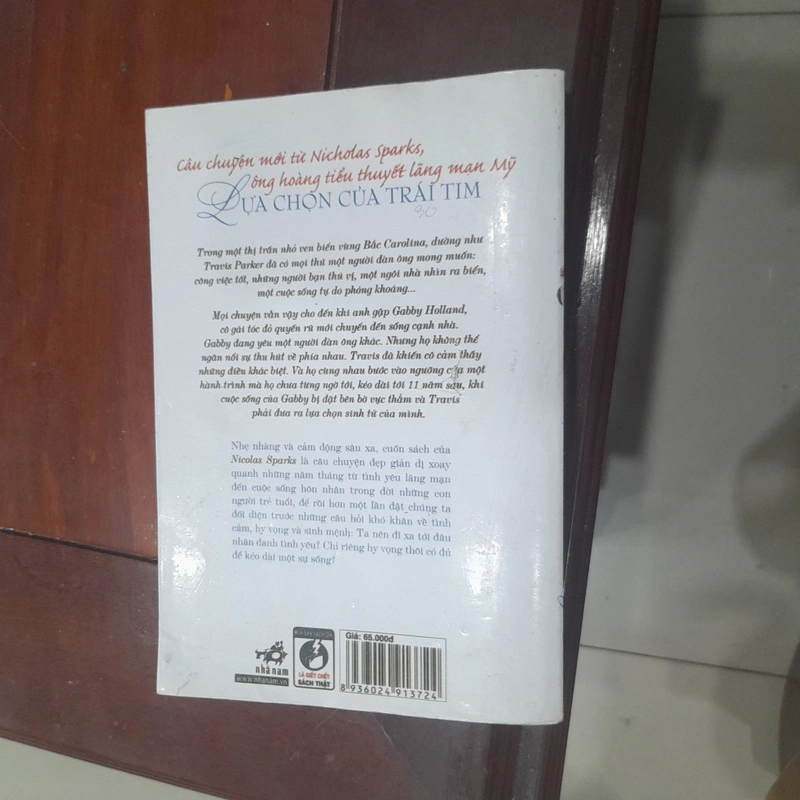 Câu chuyện mới từ Nicholas Sparks,
ông hoàng tiểu thuyết lãng mạn Mỹ
LỰA CHỌN CỦA TRÁI TIM
30
Trong một thị trấn nhỏ ven biển vùng Bắc Carolina, dường như
Travis Parker đã có mọi thứ một người đàn ông mong muốn:
công việc tốt, những người bạn thú vị, một ngôi nhà nhìn ra biển,
một cuộc sống tự do phóng khoáng...
Mọi chuyện vẫn vậy cho đến khi anh gặp Gabby Holland,
cô gái tóc đỏ quyến rũ mới chuyển đến sống cạnh nhà.
Gabby đang yêu một người đàn ông khác. Nhưng họ không thể
ngăn nổi sự thu hút về phía nhau. Travis đã khiến cô cảm thấy
những điều khác biệt. Và họ cùng nhau bước vào ngưỡng cửa một
hành trình mà họ chưa từng ngờ tới, kéo dài tới 11 năm sau, khi
cuộc sống của Gabby bị đặt bên bờ vực thẳm và Travis
phải đưa ra lựa chọn sinh tử của mình.
Nhẹ nhàng và cảm động sâu xa, cuốn sách của
Nicolas Sparks là câu chuyện đẹp giản dị xoay
quanh những năm tháng từ tình yêu lãng mạn
đến cuộc sống hôn nhân trong đời những con
người trẻ tuổi, để rồi hơn một lần đặt chúng ta
đối diện trước những câu hỏi khó khăn về tình
cảm, hy vọng và sinh mệnh: Ta nên đi xa tới đâu
nhân danh tình yêu? Chỉ riêng hy vọng thôi có đủ
để kéo dài một sự sống?
nhã nam
www.nhanam.vn
MUA BÁN SÁCH LẬU
LÀ GIẾT CHẾT
SÁCH THẬT
Giá: 65.000đ
8 936024 913724